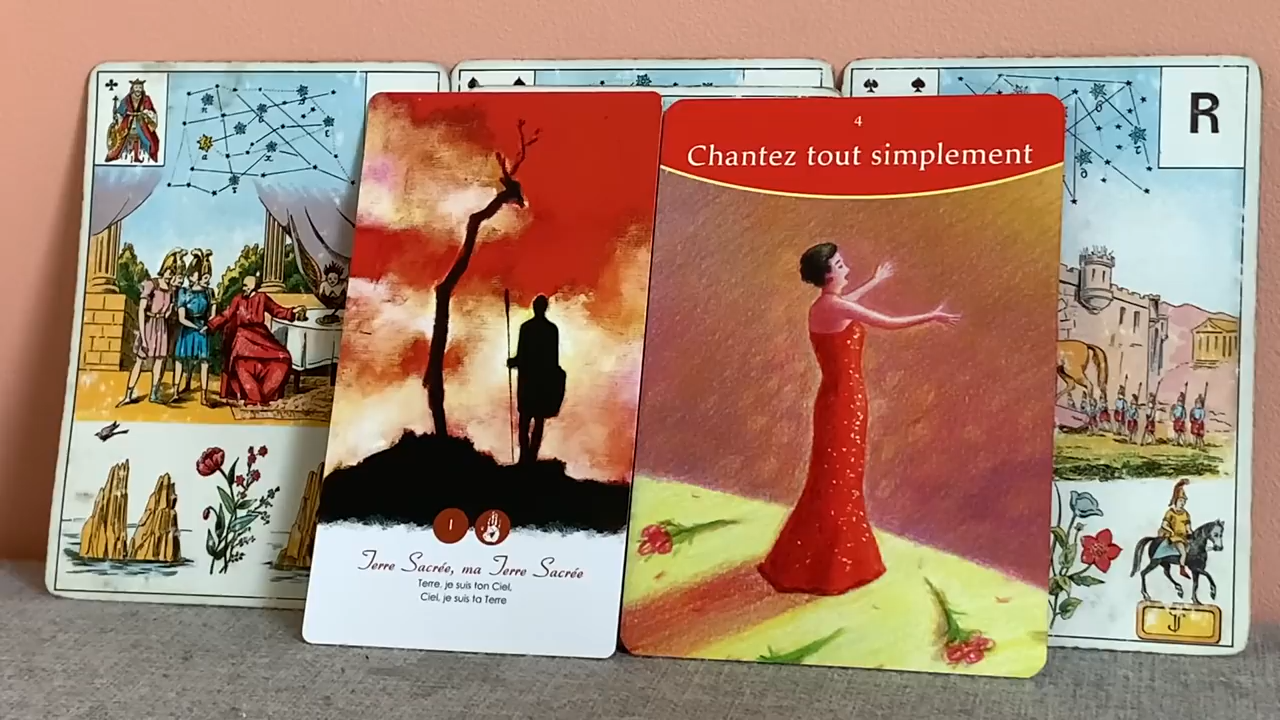 R
4
Chantez tout simplement
1
Terre Sacrée, ma Terre Sacrée
Terre, je suis ton Ciel,
Ciel, je suis ta Terre